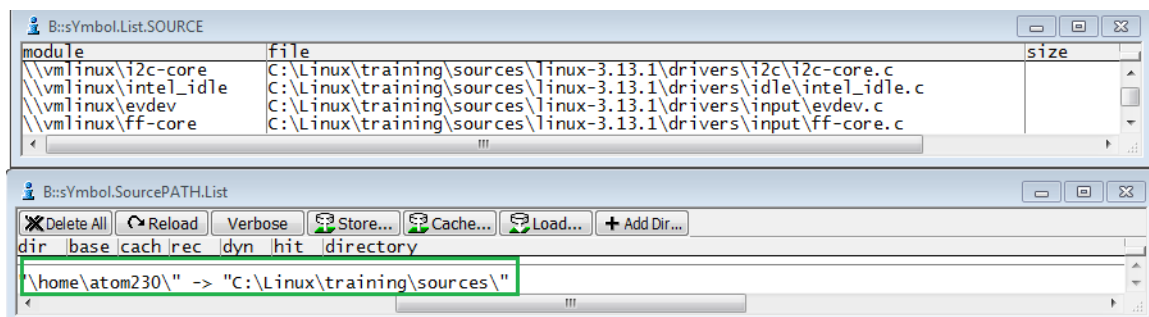 B::sYmbol.List.SOURCE
module file size
\\vmlinux\i2c-core C:\Linux\training\sources\linux-3.13.1\drivers\i2c\i2c-core.c
\\vmlinux\intel_idle C:\Linux\training\sources\linux-3.13.1\drivers\idle\intel_idle.c
\\vmlinux\evdev C:\Linux\training\sources\linux-3.13.1\drivers\input\evdev.c
\\vmlinux\ff-core C:\Linux\training\sources\linux-3.13.1\drivers\input\ff-core.c
B::sYmbol.SourcePATH.List
Delete All Reload Verbose Store... Cache... Load... Add Dir...
dir |base |cach |rec |dyn |hit |directory
"\home\atom230\" -> "C:\Linux\training\sources\"